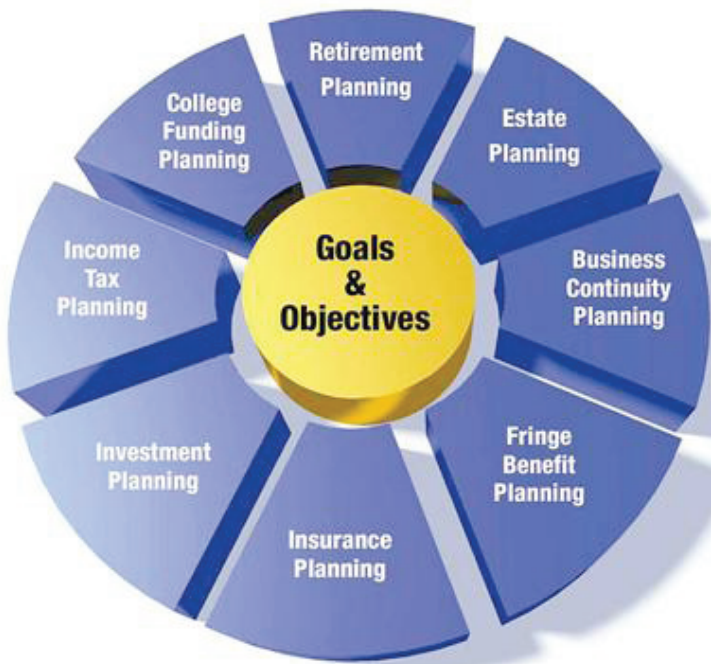 Retirement
Planning
Estate
Planning
Business
Continuity
Planning
Fringe
Benefit
Planning
Insurance
Planning
Investment
Planning
Income
Tax
Planning
College
Funding
Planning
Goals
&
Objectives